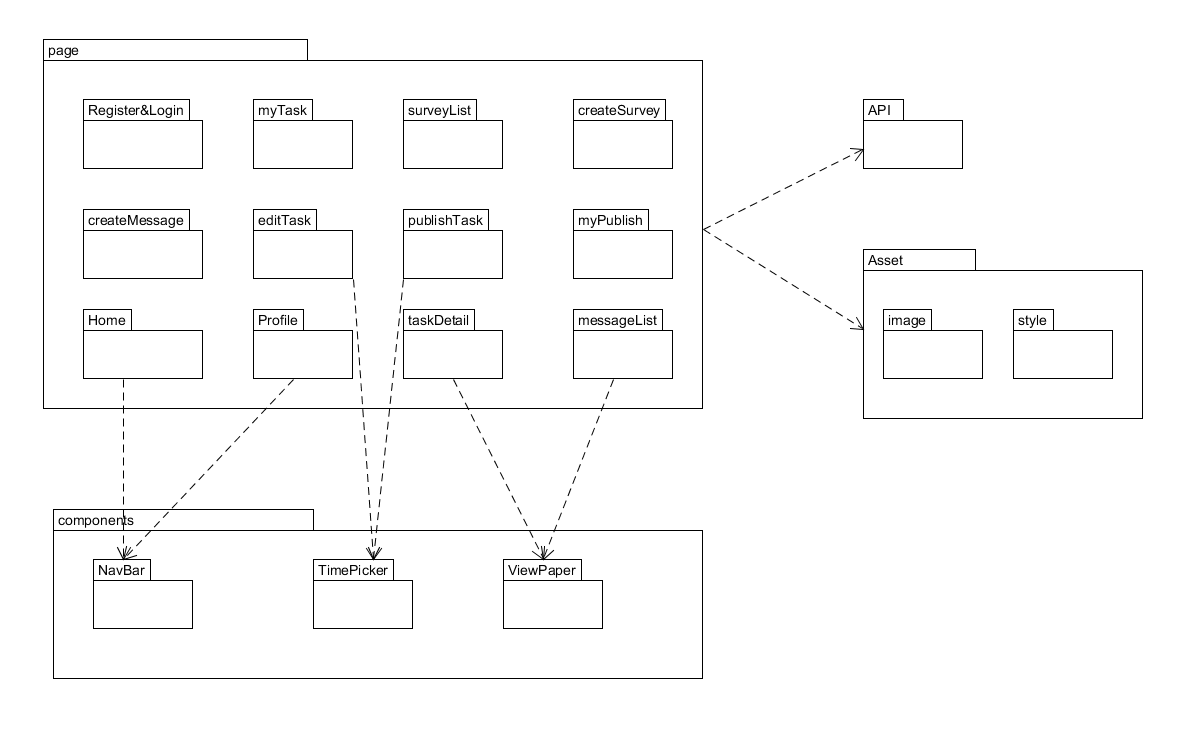 page
Register&Login
myTask
surveyList
createSurvey
API
createMessage
editTask
publishTask
myPublish
Asset
Home
Profile
taskDetail
messageList
image
style
components
NavBar
TimePicker
ViewPaper